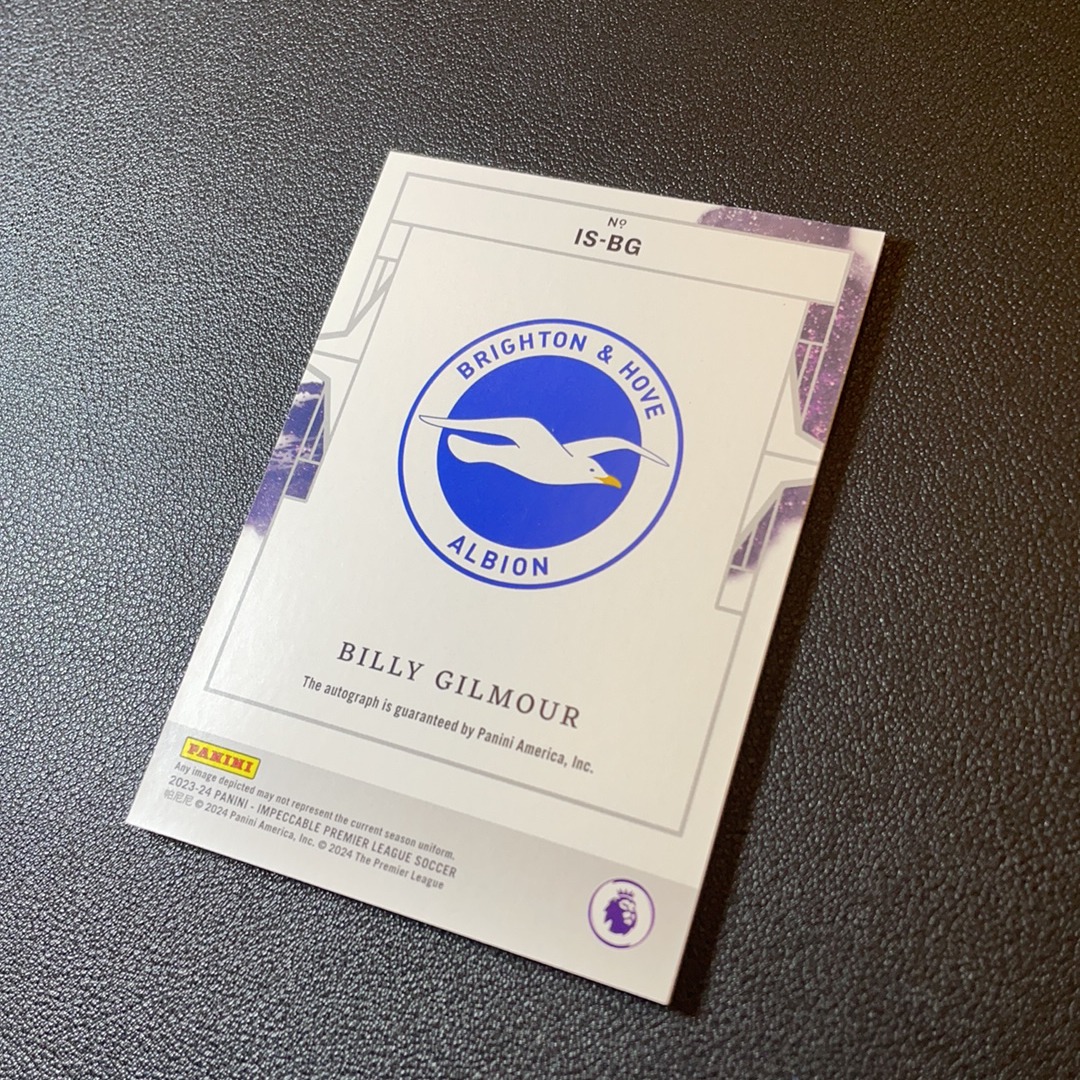 Nº
IS-BG
BRIGHTON & HOVE
ALBION
BILLY GILMOUR
The autograph is guaranteed by Panini America, Inc.
PANINI
Any image depicted may not represent the current season uniform.
2023-24 PANINI - IMPECCABLE PREMIER LEAGUE SOCCER
帕尼尼 © 2024 Panini America, Inc. © 2024 The Premier League